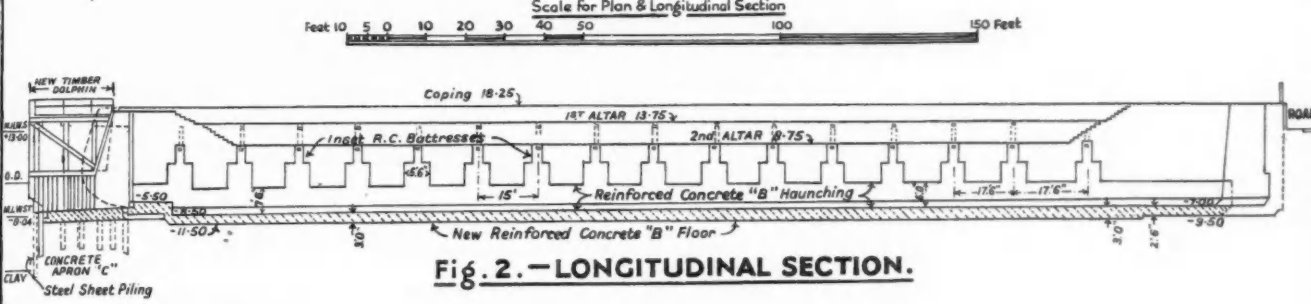 Scale for Plan & Longitudinal Section
Feet 10 5 0 10 20 30 40 50 100 150 Feet
NEW TIMBER
DOLPHIN
Coping 18·25
1ST ALTAR 13·75
2nd ALTAR 8·75
M.H.W.S
+13·00
ROAD
Inset R.C. Buttresses
O.D.
5'6"
15'
Reinforced Concrete "B" Haunching
6'0"
17'6" 17'6"
-5·50
-8·50
-7·00
M.L.W.S.T
-11·50
3'0"
New Reinforced Concrete "B" Floor
3'0"
2'6"
-9·50
CONCRETE
APRON "C"
CLAY
Steel Sheet Piling
Fig. 2.—LONGITUDINAL SECTION.